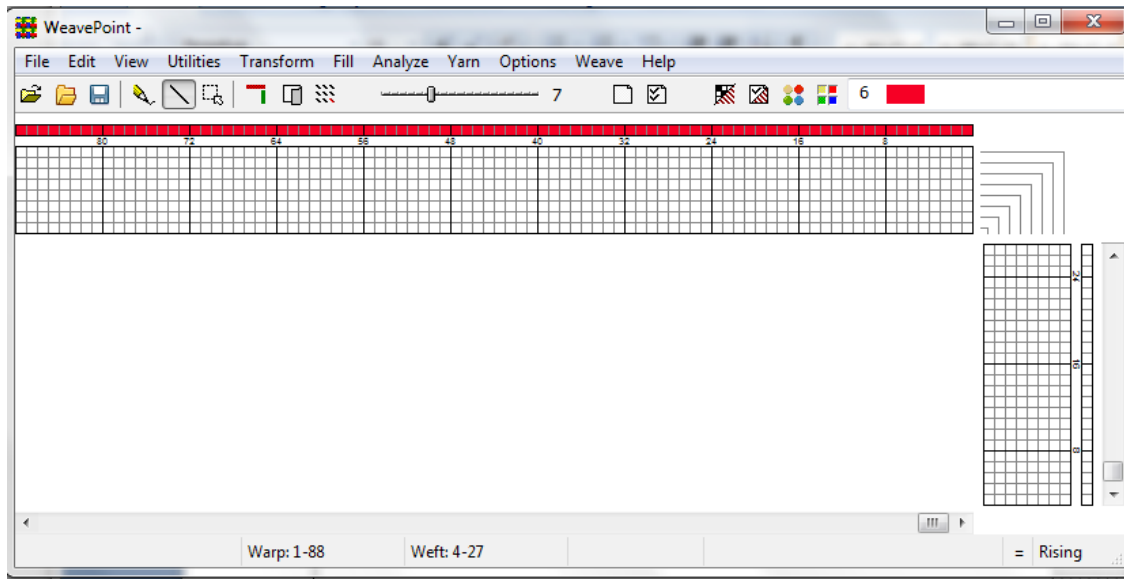 WeavePoint -
File Edit View Utilities Transform Fill Analyze Yarn Options Weave Help
7 6
80 72 64 56 48 40 32 24 16 8
24
16
8
Warp: 1-88 Weft: 4-27 = Rising